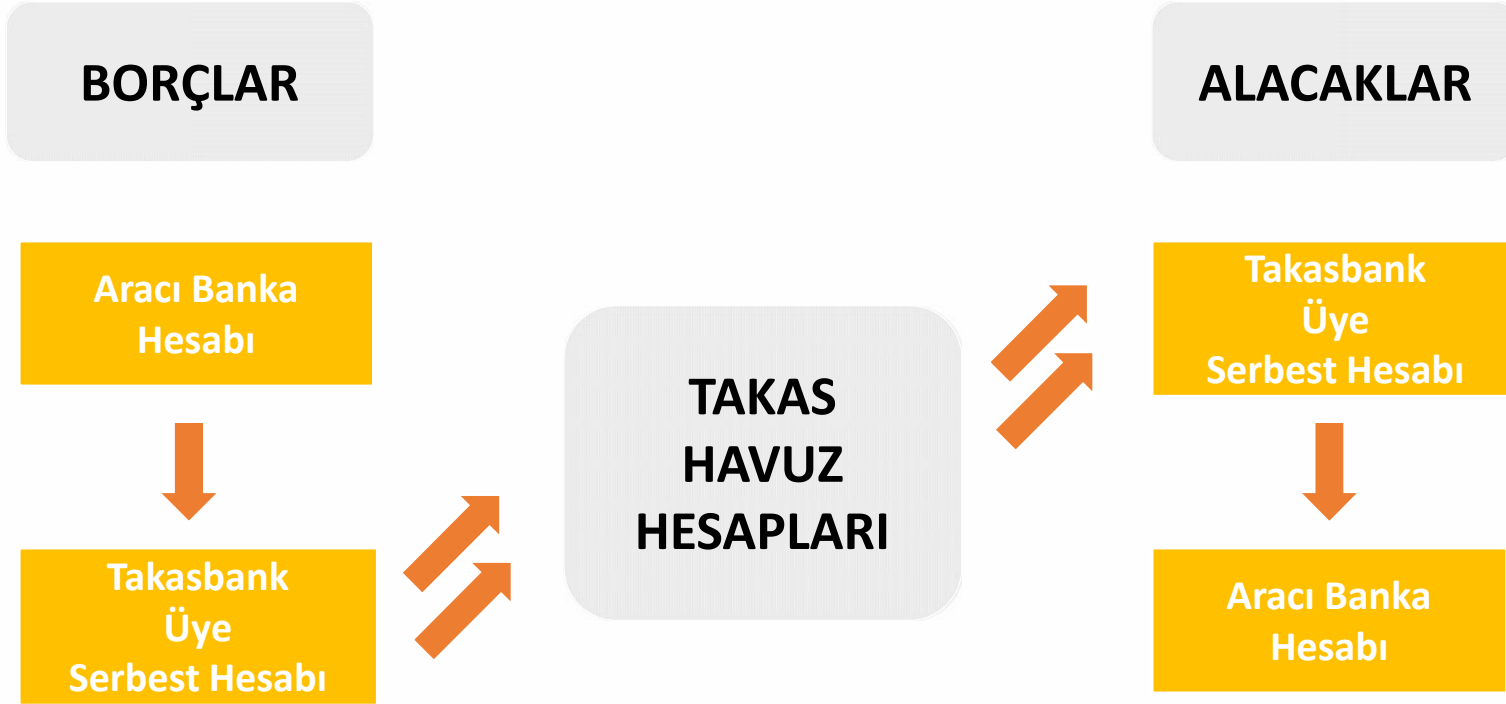 BORÇLAR
Aracı Banka
Hesabı
Takasbank
Üye
Serbest Hesabı
TAKAS
HAVUZ
HESAPLARI
ALACAKLAR
Takasbank
Üye
Serbest Hesabı
Aracı Banka
Hesabı